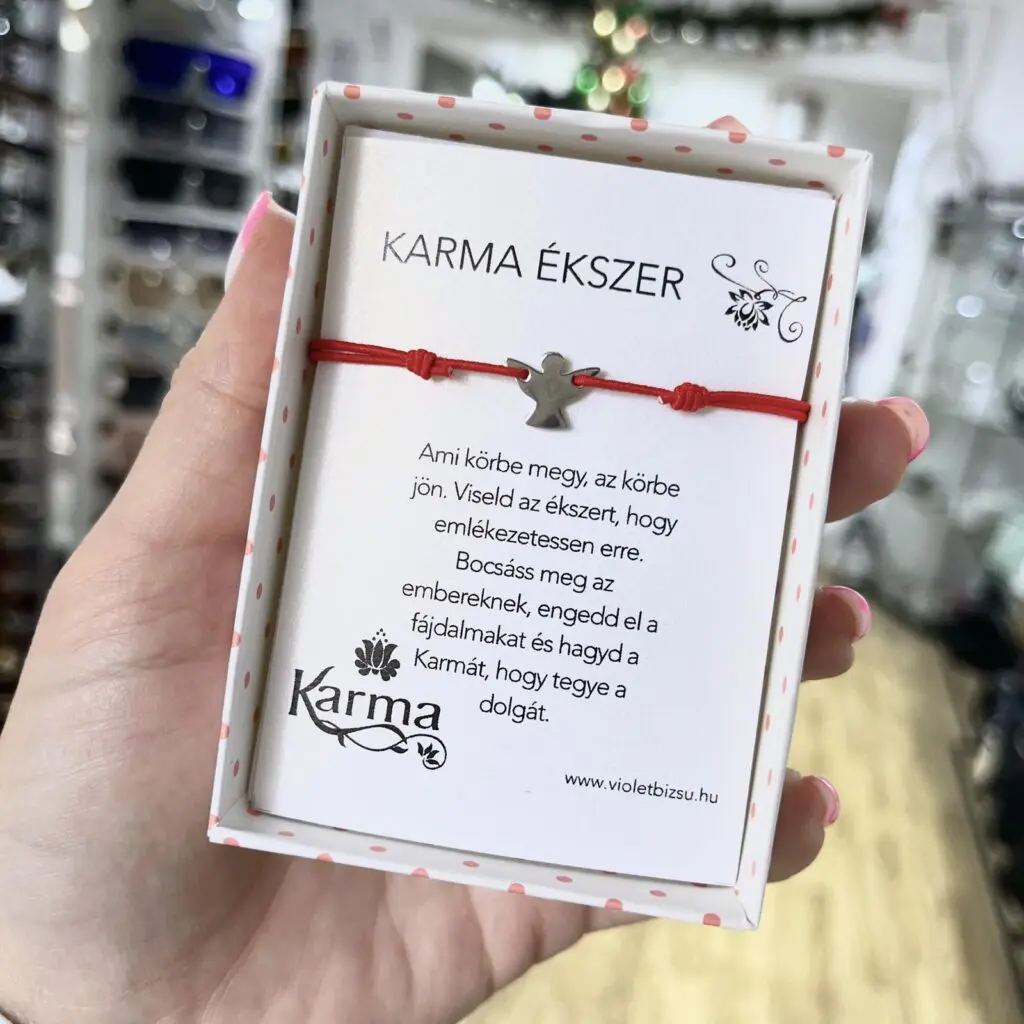 KARMA ÉKSZER
Ami körbe megy, az körbe
jön. Viseld az ékszert, hogy
emlékezetessen erre.
Bocsáss meg az
embereknek, engedd el a
fájdalmakat és hagyd a
Karmát, hogy tegye a
dolgát.
Karma
www.violetbizsu.hu